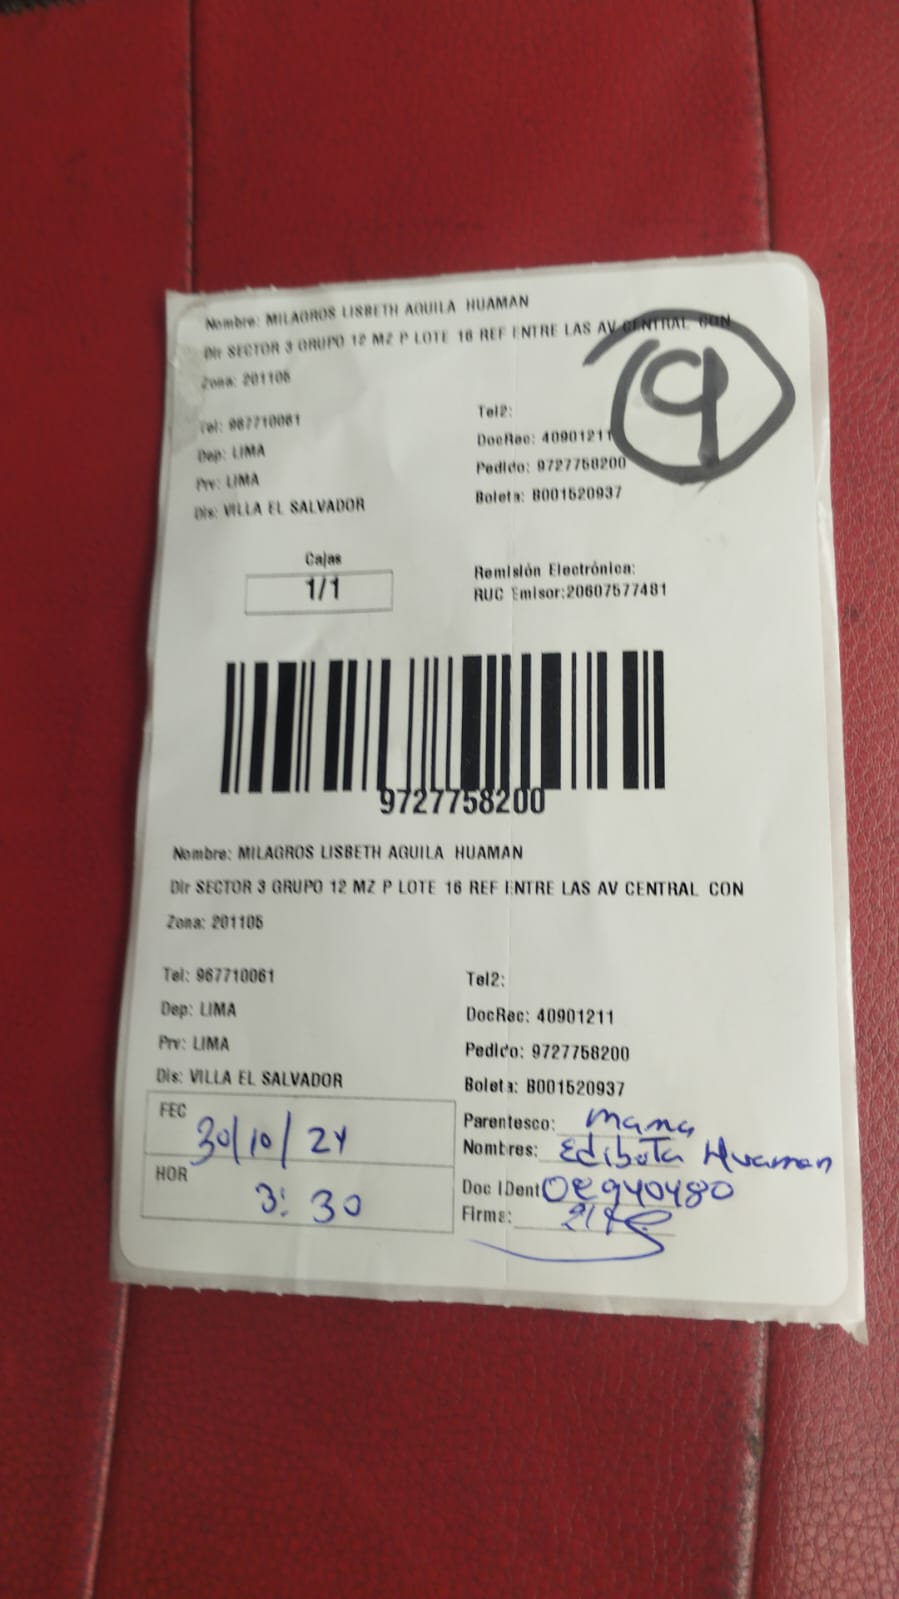 Nombre: MILAGROS LISBETH AGUILA HUAMAN
Dir SECTOR 3 GRUPO 12 MZ P LOTE 16 REF ENTRE LAS AV CENTRAL CON
Zona: 201105
9
Tel: 967710061
Tel2:
Dep: LIMA
DocRec: 40901211
Prv: LIMA
Pedido: 9727758200
Dis: VILLA EL SALVADOR
Boleta: B001520937
Cajas
1/1
Remisión Electrónica:
RUC Emisor:20607577481
9727758200
Nombre: MILAGROS LISBETH AGUILA HUAMAN
Dir SECTOR 3 GRUPO 12 MZ P LOTE 16 REF ENTRE LAS AV CENTRAL CON
Zona: 201105
Tel: 967710061
Tel2:
Dep: LIMA
DocRec: 40901211
Prv: LIMA
Pedido: 9727758200
Dis: VILLA EL SALVADOR
Boleta: B001520937
FEC 30/10/24
Parentesco: mama
Nombres: Huaman
HOR 3:30
Doc IDent
Firma: